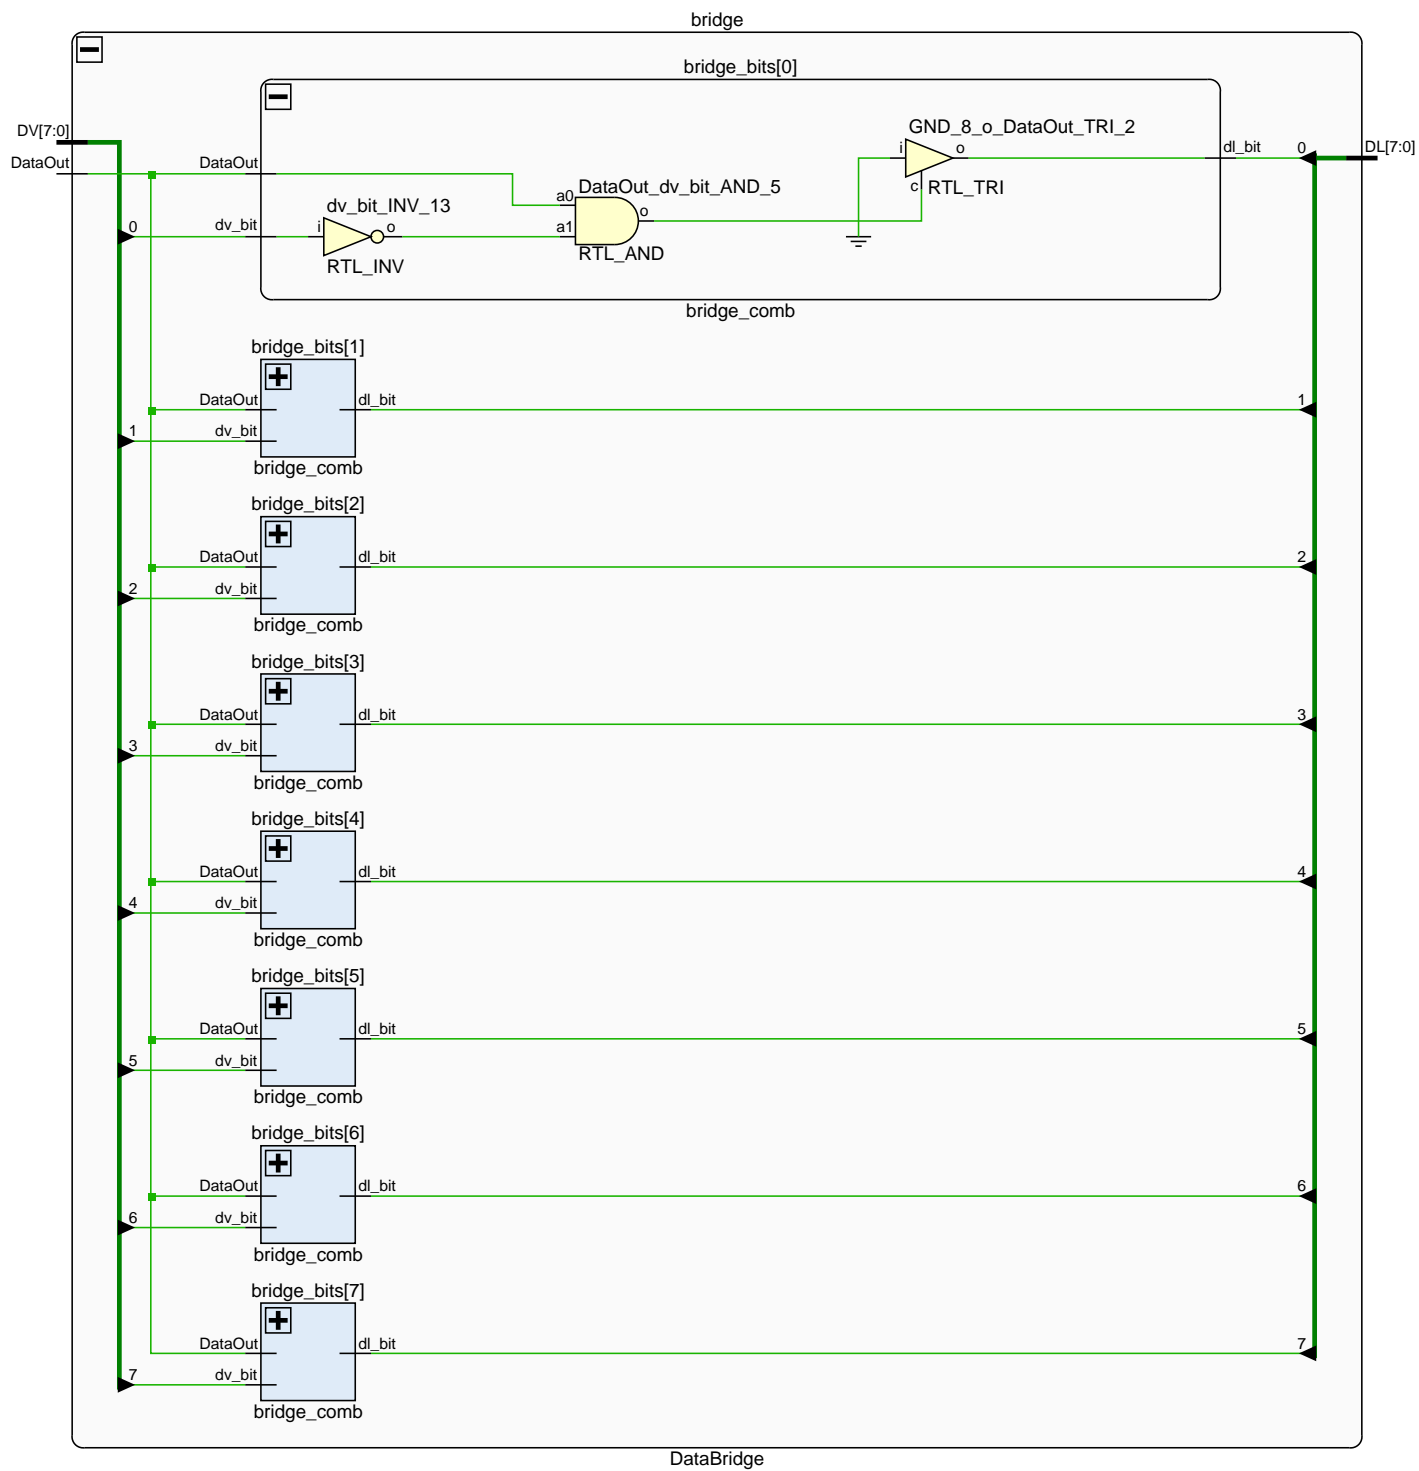 bridge
bridge_bits[0]
DV[7:0]
DataOut
DataOut
0
dv_bit
dv_bit_INV_13
i
o
RTL_INV
DataOut_dv_bit_AND_5
a0
a1
o
RTL_AND
GND_8_o_DataOut_TRI_2
i
o
c
RTL_TRI
dl_bit
0
DL[7:0]
bridge_comb
bridge_bits[1]
DataOut
dl_bit
1
1
dv_bit
bridge_comb
bridge_bits[2]
DataOut
dl_bit
2
2
dv_bit
bridge_comb
bridge_bits[3]
DataOut
dl_bit
3
3
dv_bit
bridge_comb
bridge_bits[4]
DataOut
dl_bit
4
4
dv_bit
bridge_comb
bridge_bits[5]
DataOut
dl_bit
5
5
dv_bit
bridge_comb
bridge_bits[6]
DataOut
dl_bit
6
6
dv_bit
bridge_comb
bridge_bits[7]
DataOut
dl_bit
7
7
dv_bit
bridge_comb
DataBridge